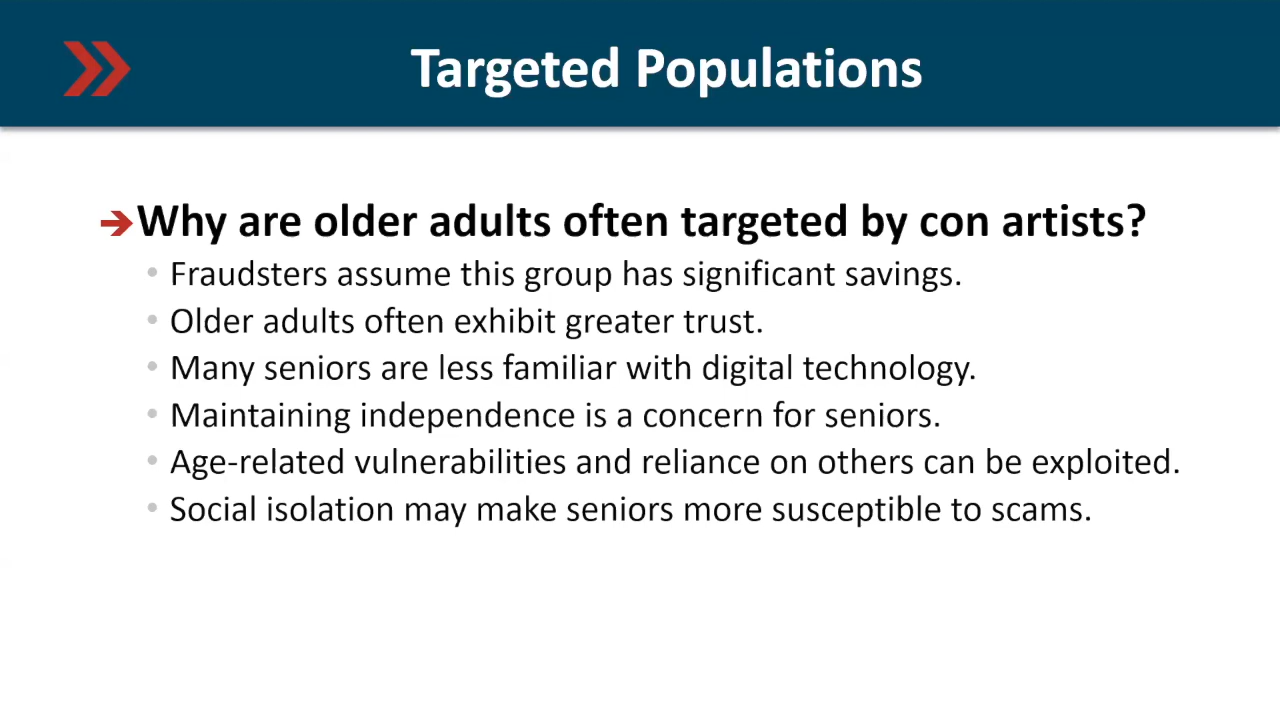 Targeted Populations
Why are older adults often targeted by con artists?
Fraudsters assume this group has significant savings.
Older adults often exhibit greater trust.
Many seniors are less familiar with digital technology.
Maintaining independence is a concern for seniors.
Age-related vulnerabilities and reliance on others can be exploited.
Social isolation may make seniors more susceptible to scams.